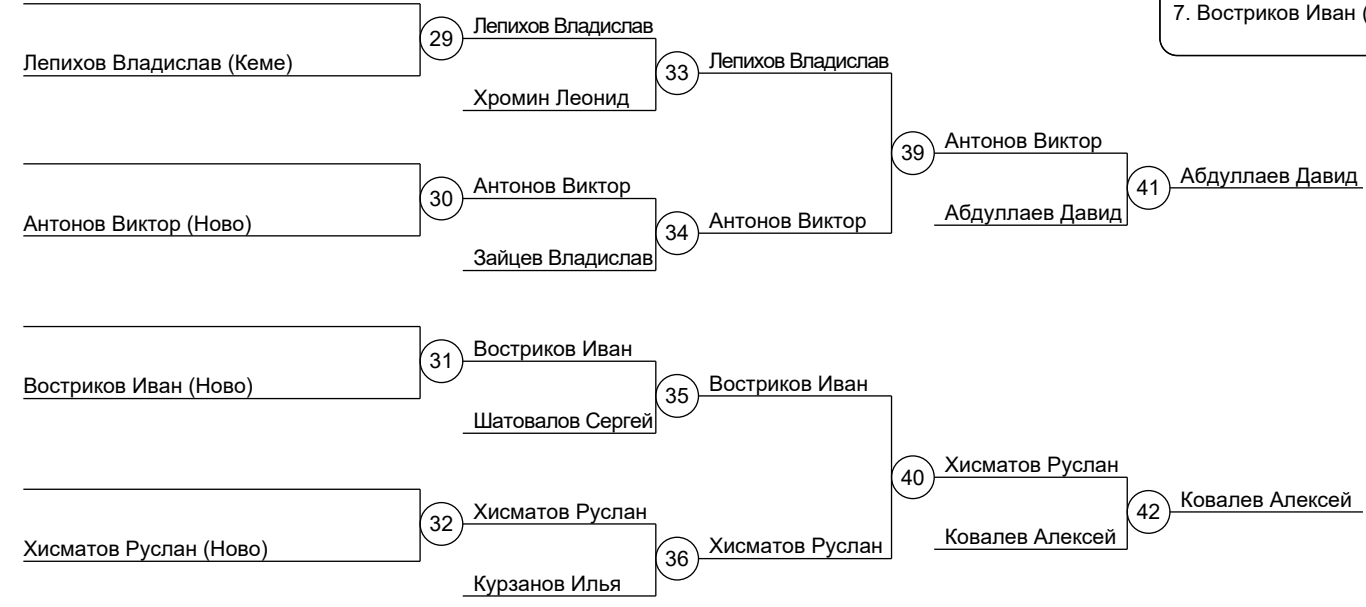 7. Востриков Иван (
Лепихов Владислав
29
Лепихов Владислав (Кеме)
Лепихов Владислав
33
Хромин Леонид
Антонов Виктор
39
Абдуллаев Давид
41
Антонов Виктор
30
Антонов Виктор (Ново)
Абдуллаев Давид
Антонов Виктор
34
Зайцев Владислав
Востриков Иван
31
Востриков Иван (Ново)
Востриков Иван
35
Шатовалов Сергей
Хисматов Руслан
40
Ковалев Алексей
42
Хисматов Руслан
32
Ковалев Алексей
Хисматов Руслан (Ново)
Хисматов Руслан
36
Курзанов Илья